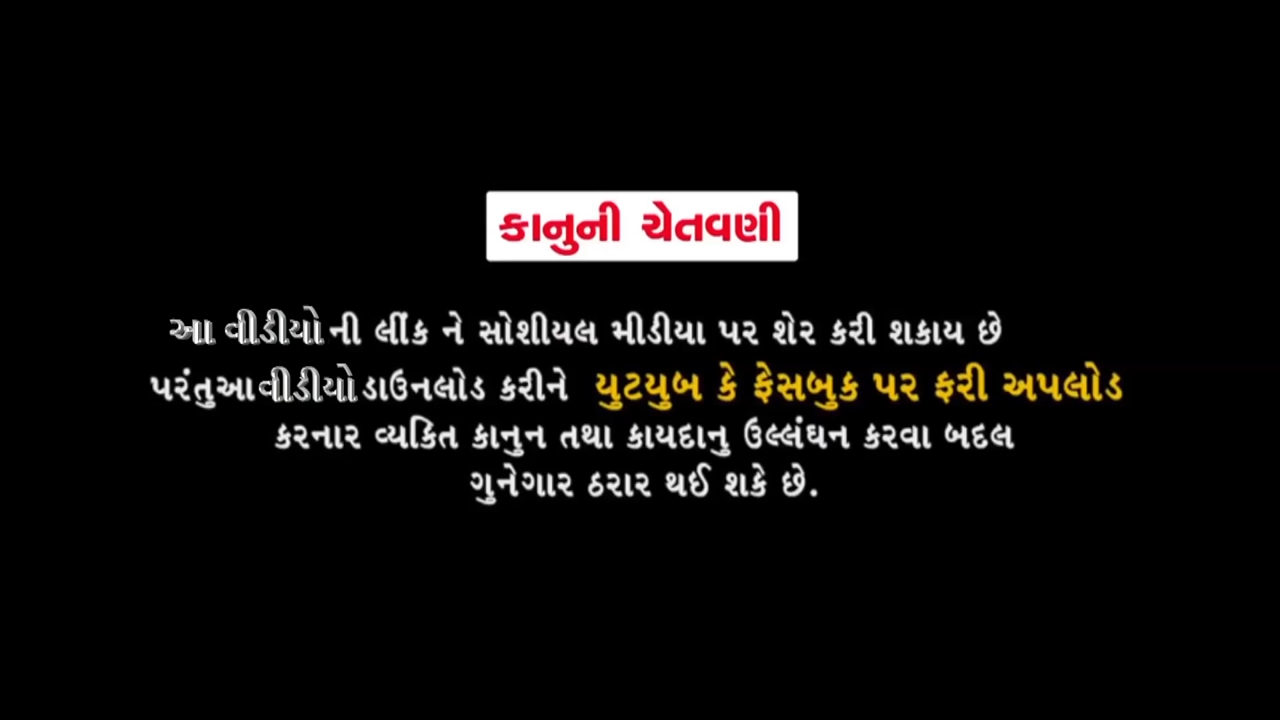 કાનુની ચેતવણી
આ વીડીયો ની લીંક ને સોશીયલ મીડીયા પર શેર કરી શકાય છે
પરંતુઆ વીડીયો ડાઉનલોડ કરીને યુટયુબ કે ફેસબુક પર ફરી અપલોડ
કરનાર વ્યકિત કાનુન તથા કાયદાનુ ઉલ્લંઘન કરવા બદલ
ગુનેગાર ઠરાર થઈ શકે છે.